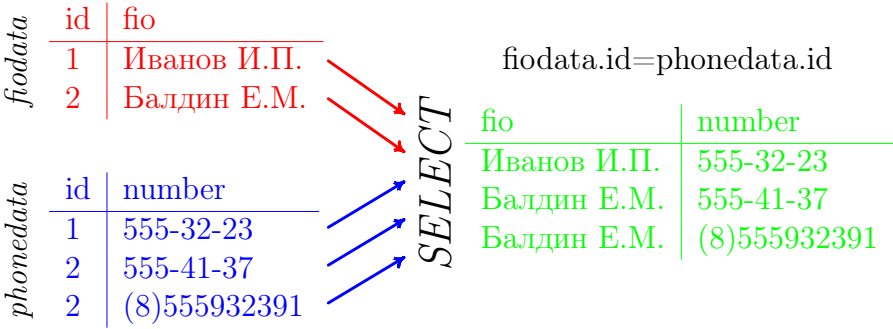 fiodata
id fio
1 Иванов И.П.
2 Балдин Е.М.
phonedata
id number
1 555-32-23
2 555-41-37
2 (8)555932391
SELECT
fiodata.id=phonedata.id
fio number
Иванов И.П. 555-32-23
Балдин Е.М. 555-41-37
Балдин Е.М. (8)555932391